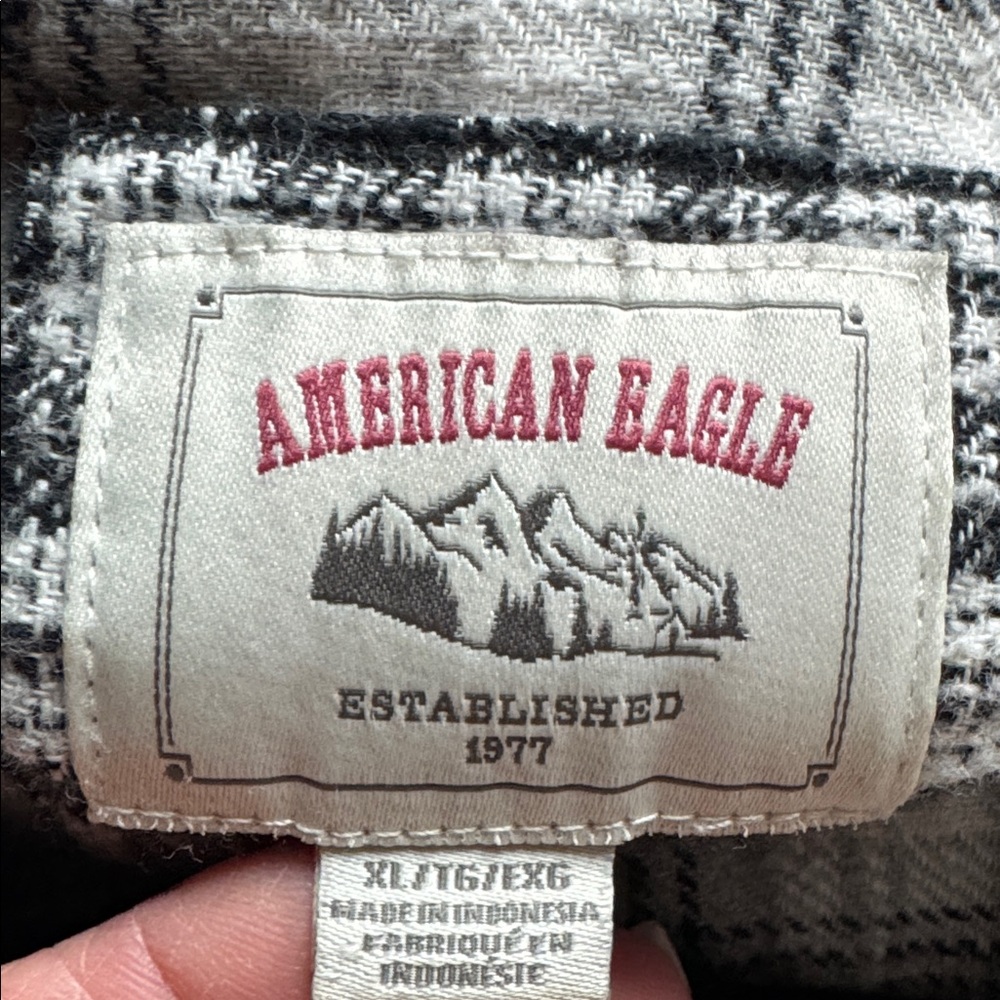 AMERICAN EAGLE
ESTABLISHED
1977
XL/TG/EXG
MADE IN INDONESIA
FABRIQUÉ EN
INDONÉSIE